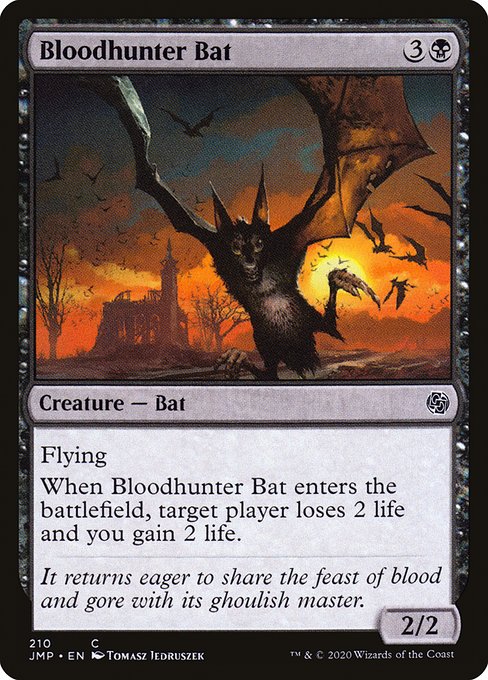 Bloodhunter Bat 3
Creature — Bat
Flying
When Bloodhunter Bat enters the
battlefield, target player loses 2 life
and you gain 2 life.
It returns eager to share the feast of blood
and gore with its ghoulish master.
2/2
210 C
JMP • EN Tomasz Jedruszek
™ & © 2020 Wizards of the Coast